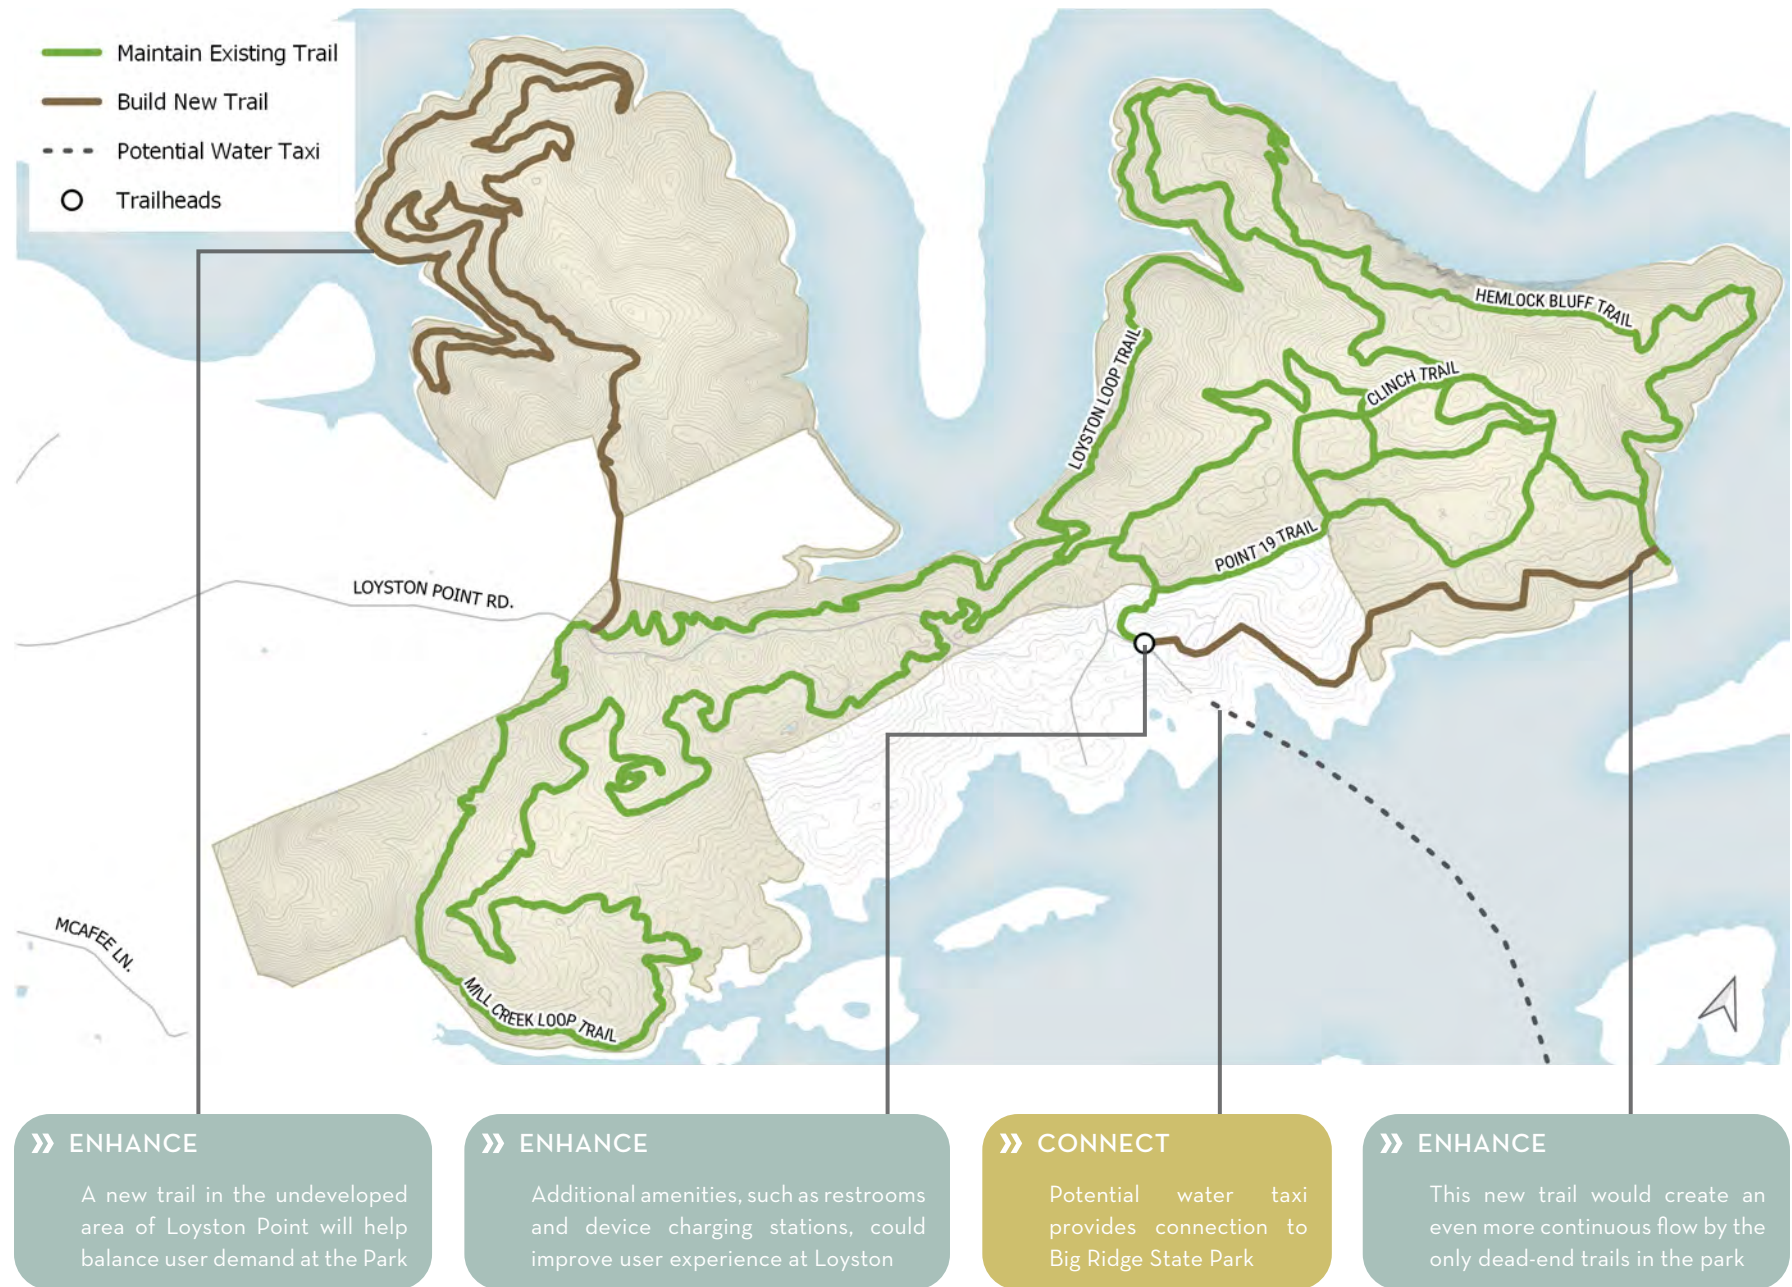 Maintain Existing Trail
Build New Trail
Potential Water Taxi
Trailheads
HEMLOCK BLUFF TRAIL
LOYSTON LOOP TRAIL
CLINCH TRAIL
POINT 19 TRAIL
LOYSTON POINT RD.
MCAFEE LN.
MILL CREEK LOOP TRAIL
» ENHANCE
A new trail in the undeveloped
area of Loyston Point will help
balance user demand at the Park
» ENHANCE
Additional amenities, such as restrooms
and device charging stations, could
improve user experience at Loyston
» CONNECT
Potential water taxi
provides connection to
Big Ridge State Park
» ENHANCE
This new trail would create an
even more continuous flow by the
only dead-end trails in the park